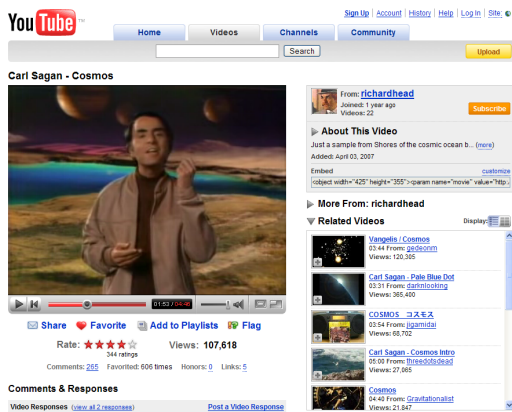 YouTube™
Sign Up | Account | History | Help | Log In | Site:
Home
Videos
Channels
Community
Search
Upload
Carl Sagan - Cosmos
From: richardhead
Joined: 1 year ago
Videos: 22
Subscribe
About This Video
Just a sample from Shores of the cosmic ocean b... (more)
Added: April 03, 2007
Embed customize
<object width="425" height="355"><param name="movie" value="http:/
More From: richardhead
Related Videos
Display:
Vangelis / Cosmos
03:44 From: gedeonm
Views: 120,305
Carl Sagan - Pale Blue Dot
03:31 From: darknlooking
Views: 365,400
COSMOS コスモス
03:54 From: jigamidai
Views: 68,702
Carl Sagan - Cosmos Intro
05:00 From: threedotsdead
Views: 27,065
Cosmos
04:40 From: Gravitationalist
Views: 21,847
01:53 / 04:46
Share
Favorite
Add to Playlists
Flag
Rate:
344 ratings
Views: 107,618
Comments: 265 Favorited: 606 times Honors: 0 Links: 5
Comments & Responses
Video Responses (view all 2 responses)
Post a Video Response